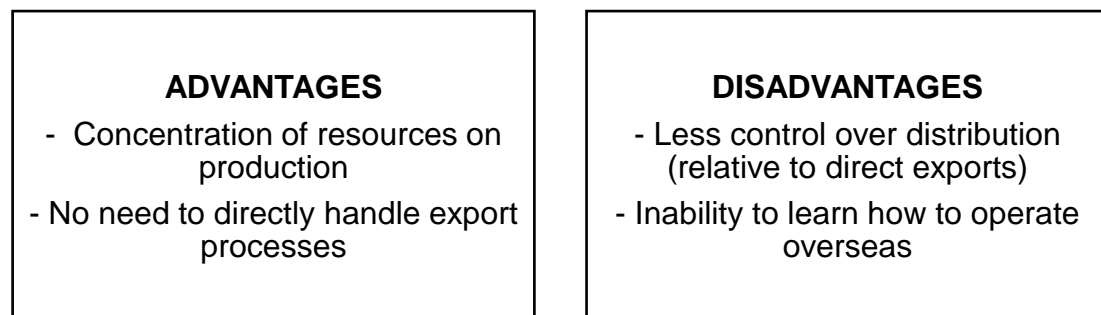 ADVANTAGES
- Concentration of resources on
production
- No need to directly handle export
processes
DISADVANTAGES
- Less control over distribution
(relative to direct exports)
- Inability to learn how to operate
overseas